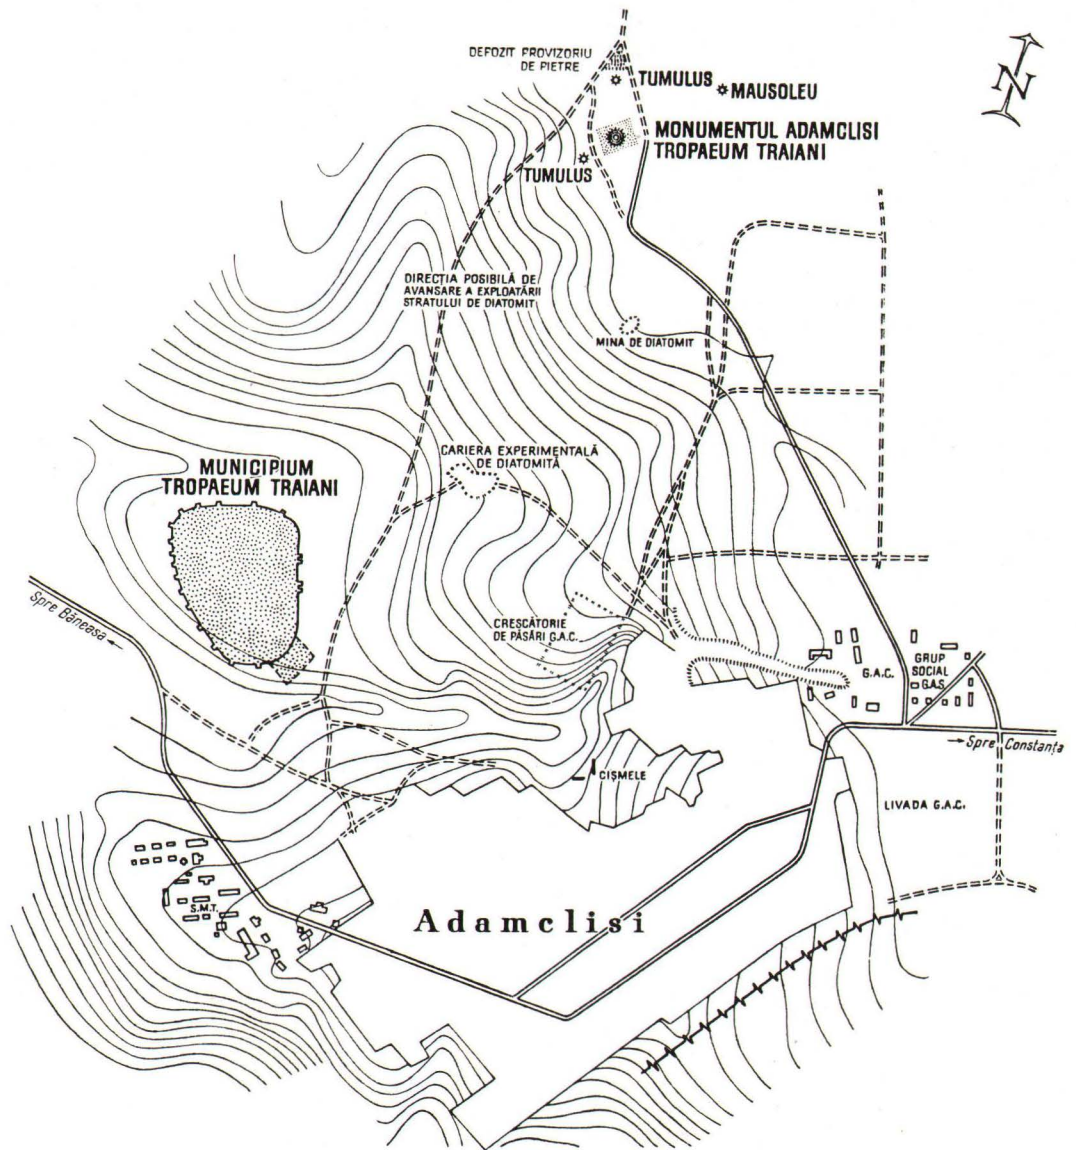 DEFOZIT PROVIZORIU
DE PIETRE
TUMULUS
MAUSOLEU
N
MONUMENTUL ADAMCLISI
TROPAEUM TRAIANI
TUMULUS
DIRECȚIA POSIBILĂ DE
AVANSARE A EXPLOATĂRII
STRATULUI DE DIATOMIT
MINA DE DIATOMIT
CARIERA EXPERIMENTALĂ
DE DIATOMITĂ
MUNICIPIUM
TROPAEUM TRAIANI
Spre Băneasa
CRESCĂTORIE
DE PĂSĂRI G.A.C.
G.A.C.
GRUP
SOCIAL
G.A.S.
Spre Constanța
CIȘMELE
LIVADA G.A.C.
S.M.T.
Adamclisi